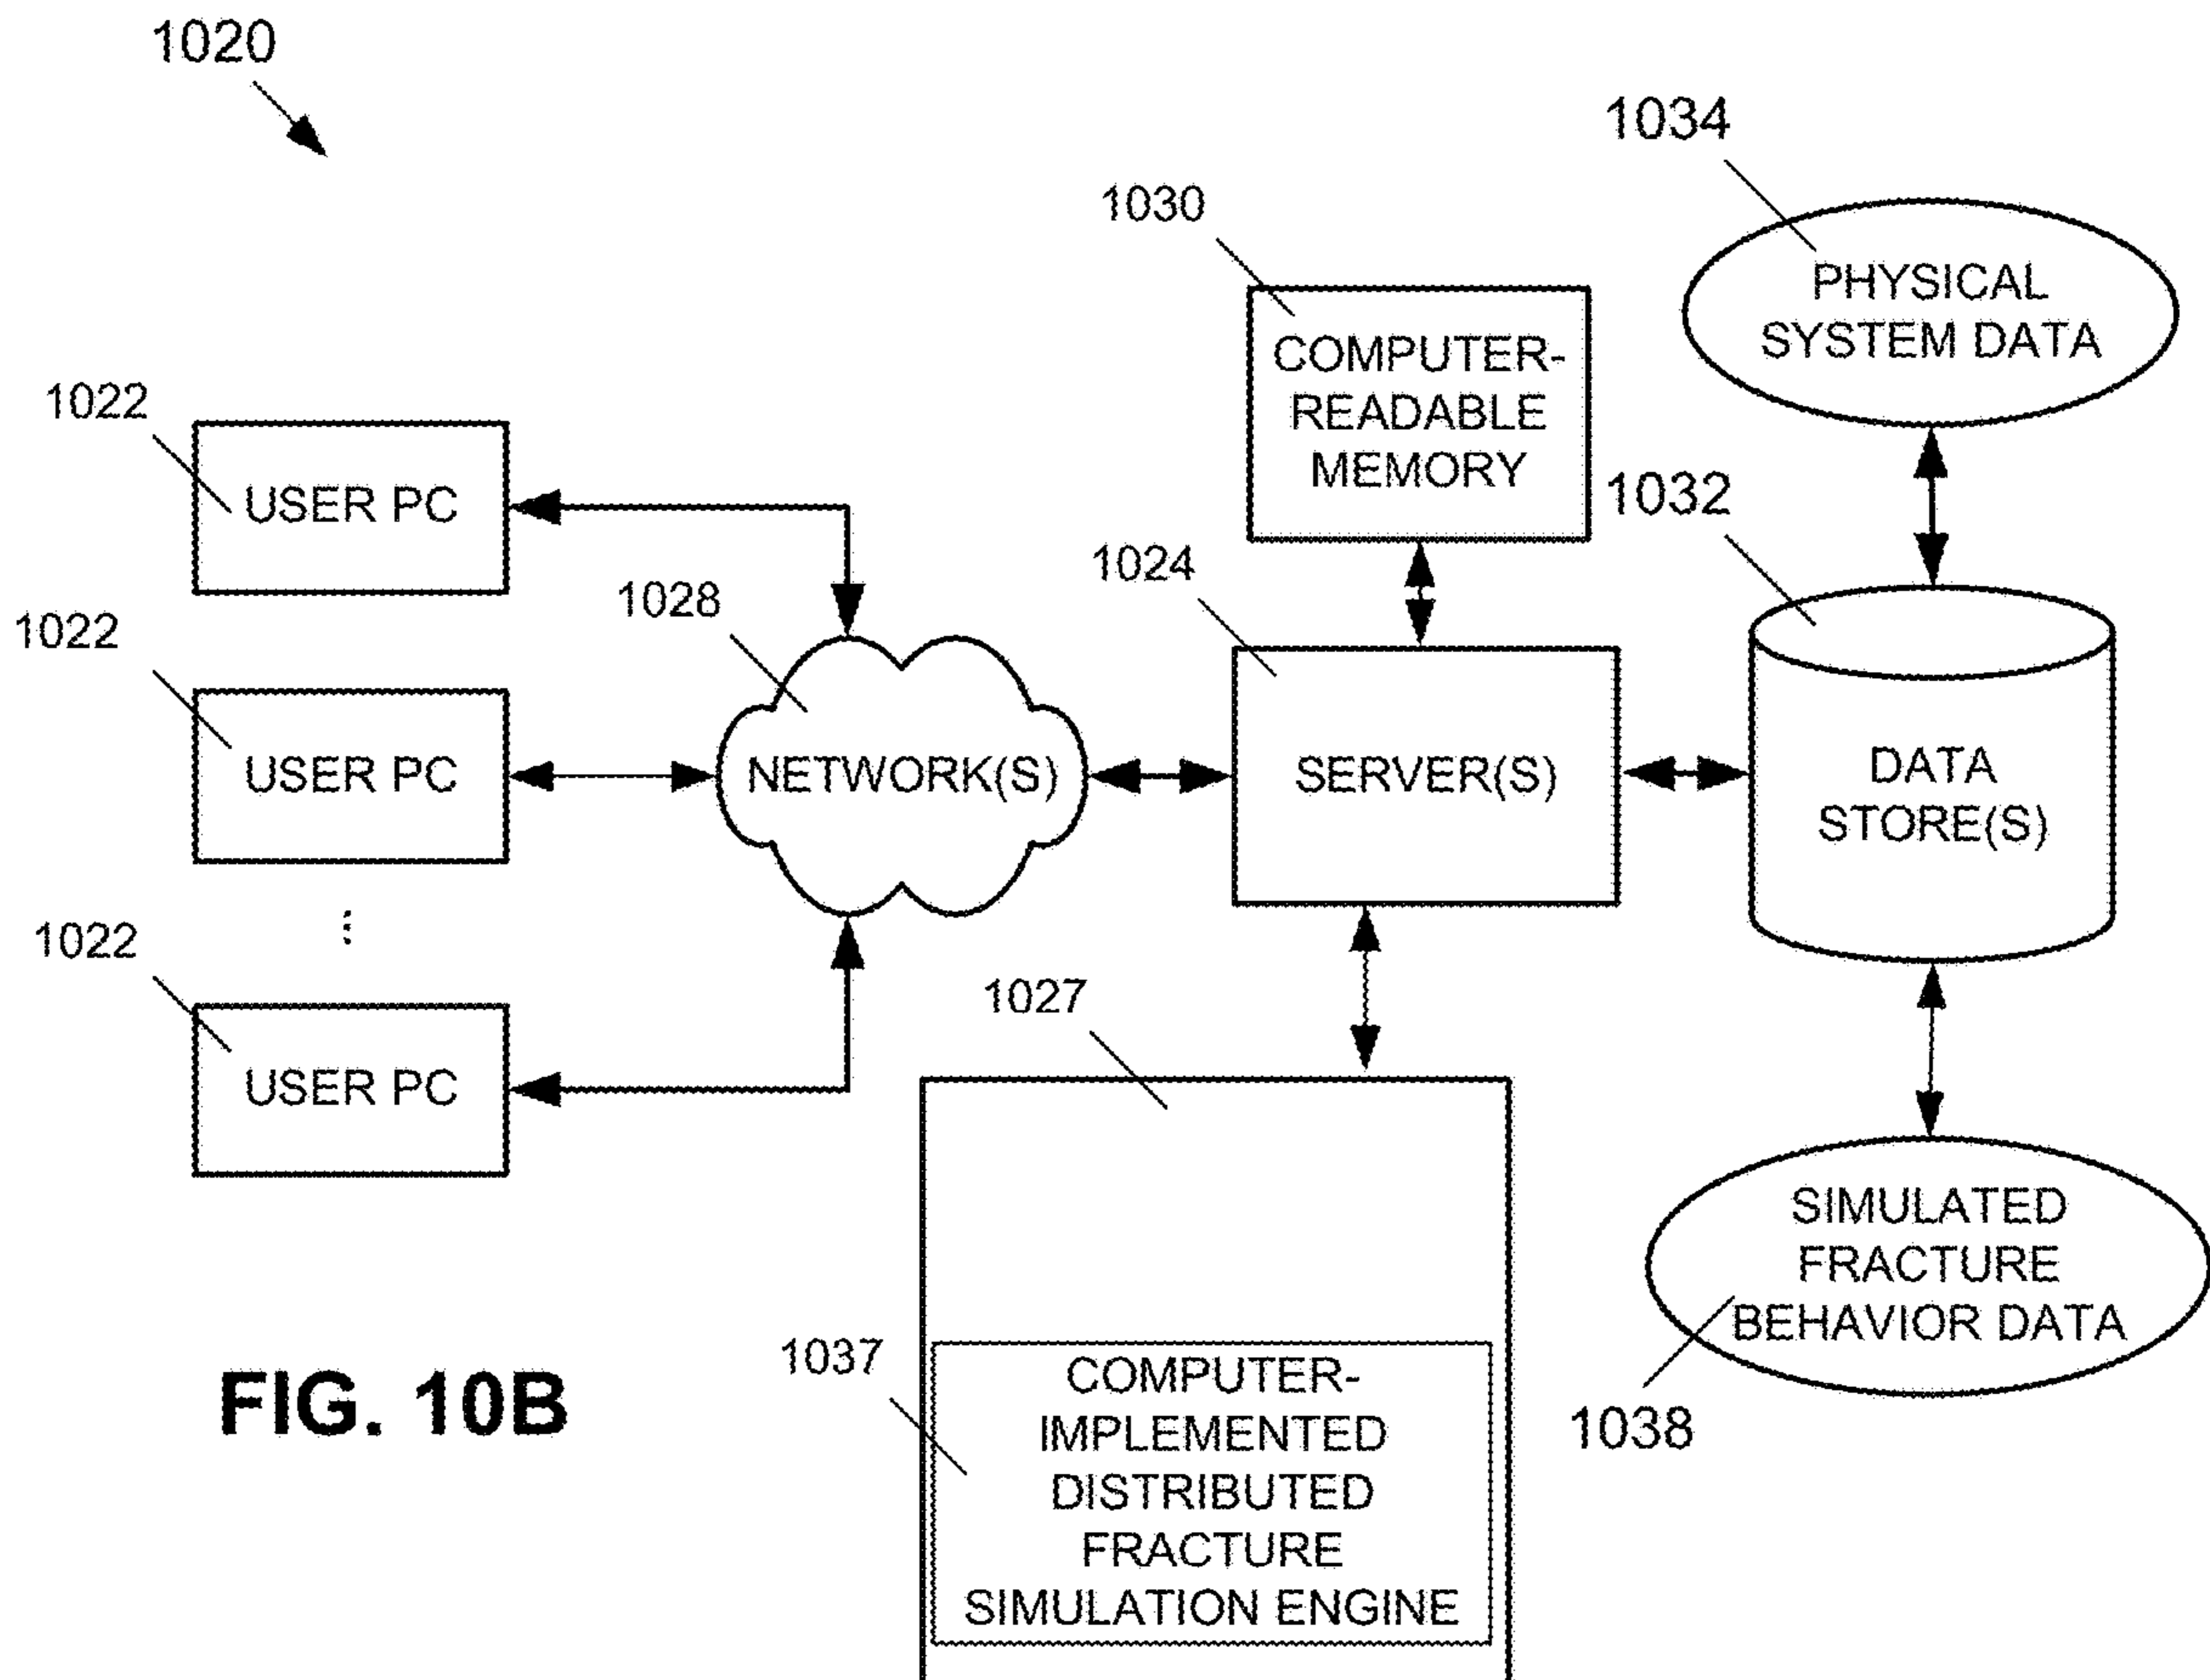 1020
1034
1030
PHYSICAL
SYSTEM DATA
COMPUTER-
READABLE
MEMORY
1022
USER PC
1032
1024
1028
1022
USER PC
NETWORK(S)
SERVER(S)
DATA
STORE(S)
1022
...
USER PC
1027
SIMULATED
FRACTURE
BEHAVIOR DATA
1038
1037
COMPUTER-
IMPLEMENTED
DISTRIBUTED
FRACTURE
SIMULATION ENGINE
FIG. 10B